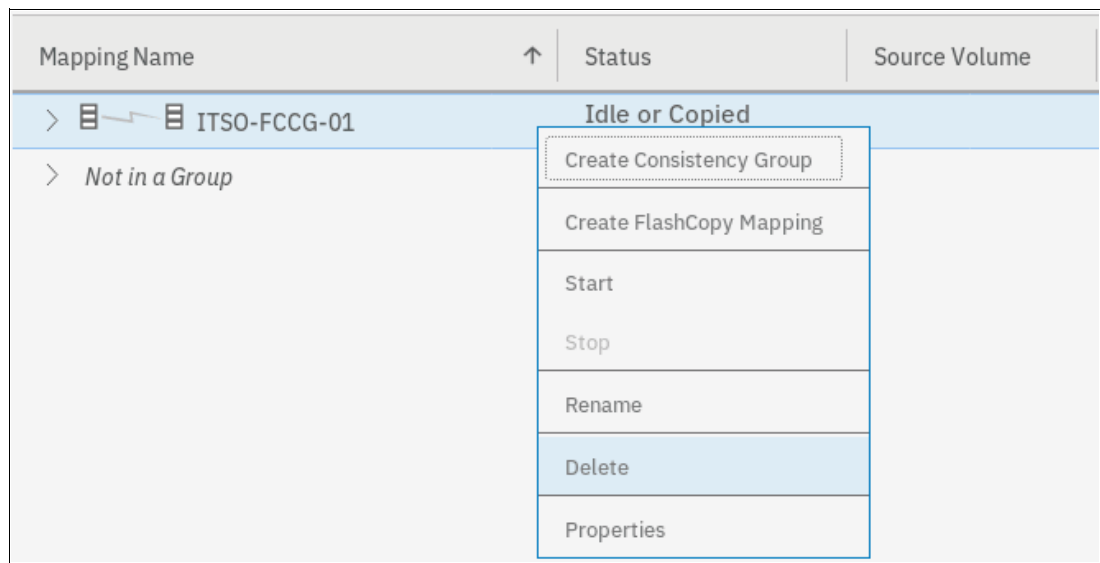 Mapping Name Status Source Volume
ITSO-FCCG-01 Idle or Copied
Not in a Group
Create Consistency Group
Create FlashCopy Mapping
Start
Stop
Rename
Delete
Properties